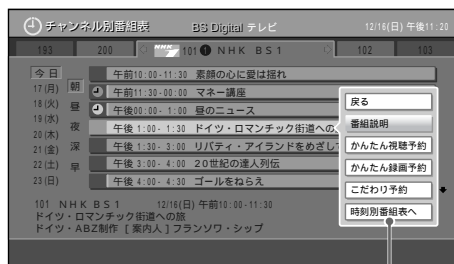 チャンネル別番組表 BS Digital テレビ 12/16(日) 午後11:20
193 200 NHK 101 1 NHK BS1 102 103
今日 午前10:00-11:30 素顔の心に愛は揺れ
17(月) 朝 午前11:30-00:00 マネー講座
18(火) 昼 午後00:00- 1:00 昼のニュース
19(水) 夜 午後 1:00- 1:30 ドイツ・ロマンチック街道への
20(木)
21(金) 深 午後 1:30- 3:00 リバティ・アイランドをめざし
22(土) 早 午後 3:00- 4:00 20世紀の達人列伝
23(日) 午後 4:00- 4:30 ゴールをねらえ
戻る
番組説明
かんたん視聴予約
かんたん録画予約
こだわり予約
時刻別番組表へ
101 NHK BS1 12/16(日) 午前10:00-11:30
ドイツ・ロマンチック街道への旅
ドイツ・ABZ制作 [案内人] フランソワ・シップ